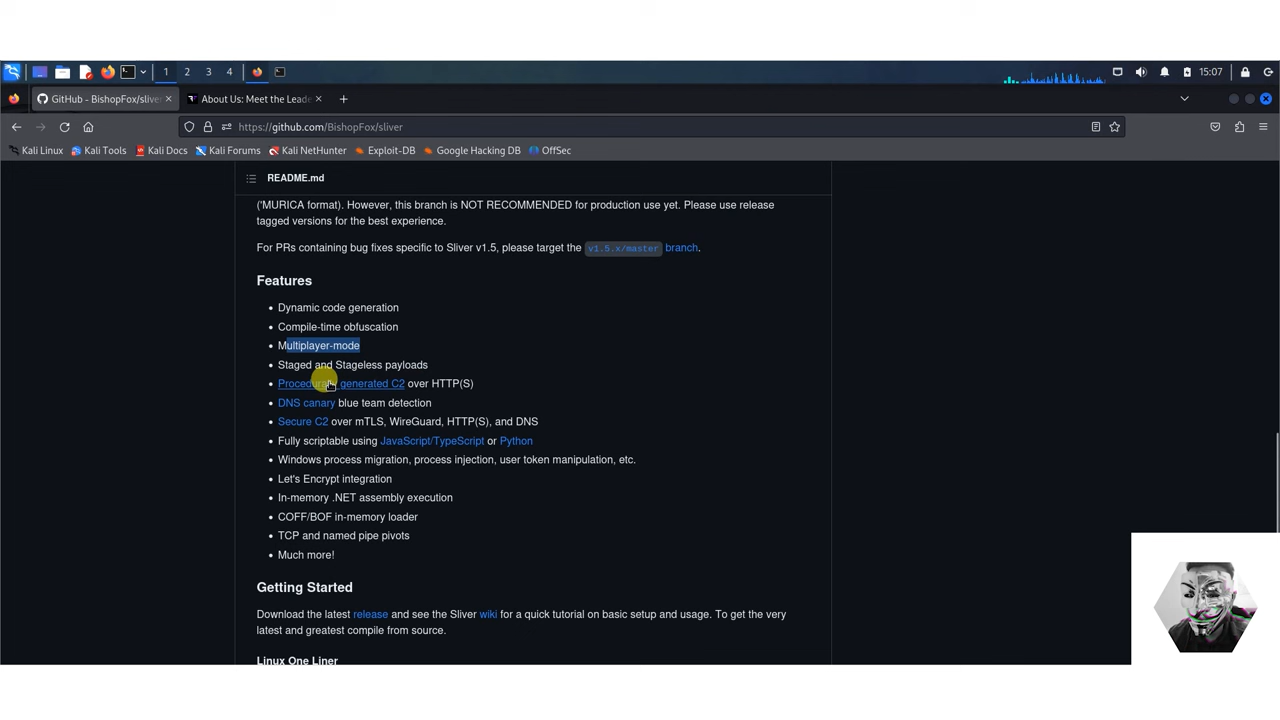 1 2 3 4 15:07
GitHub - BishopFox/slive About Us: Meet the Leade
https://github.com/BishopFox/sliver
Kali Linux Kali Tools Kali Docs Kali Forums Kali NetHunter Exploit-DB Google Hacking DB OffSec
README.md
('MURICA format). However, this branch is NOT RECOMMENDED for production use yet. Please use release
tagged versions for the best experience.
For PRs containing bug fixes specific to Sliver v1.5, please target the v1.5.x/master branch.
Features
• Dynamic code generation
• Compile-time obfuscation
• Multiplayer-mode
• Staged and Stageless payloads
• Procedurally generated C2 over HTTP(S)
• DNS canary blue team detection
• Secure C2 over mTLS, WireGuard, HTTP(S), and DNS
• Fully scriptable using JavaScript/TypeScript or Python
• Windows process migration, process injection, user token manipulation, etc.
• Let's Encrypt integration
• In-memory .NET assembly execution
• COFF/BOF in-memory loader
• TCP and named pipe pivots
• Much more!
Getting Started
Download the latest release and see the Sliver wiki for a quick tutorial on basic setup and usage. To get the very
latest and greatest compile from source.
Linux One Liner